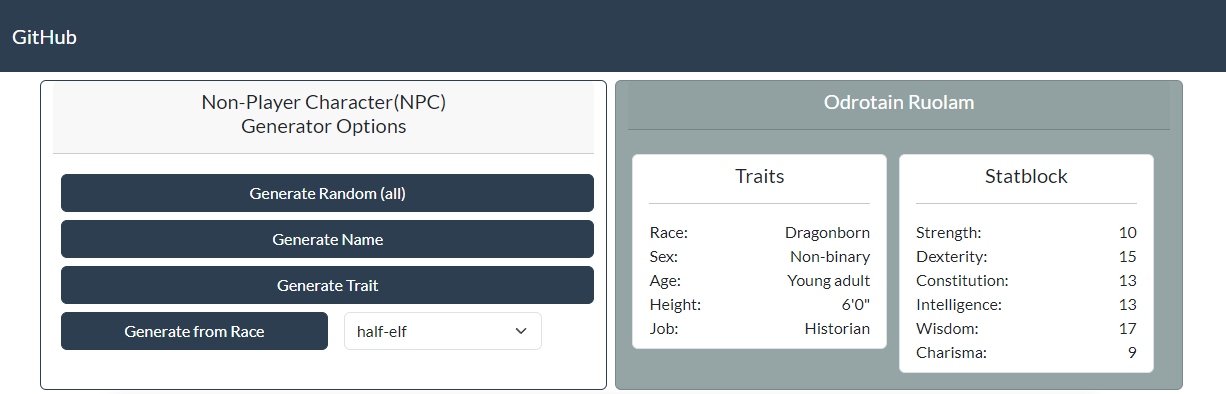 GitHub
Non-Player Character(NPC)
Generator Options
Generate Random (all)
Generate Name
Generate Trait
Generate from Race
half-elf
Odrotain Ruolam
Traits
Race: Dragonborn
Sex: Non-binary
Age: Young adult
Height: 6'0"
Job: Historian
Statblock
Strength: 10
Dexterity: 15
Constitution: 13
Intelligence: 13
Wisdom: 17
Charisma: 9